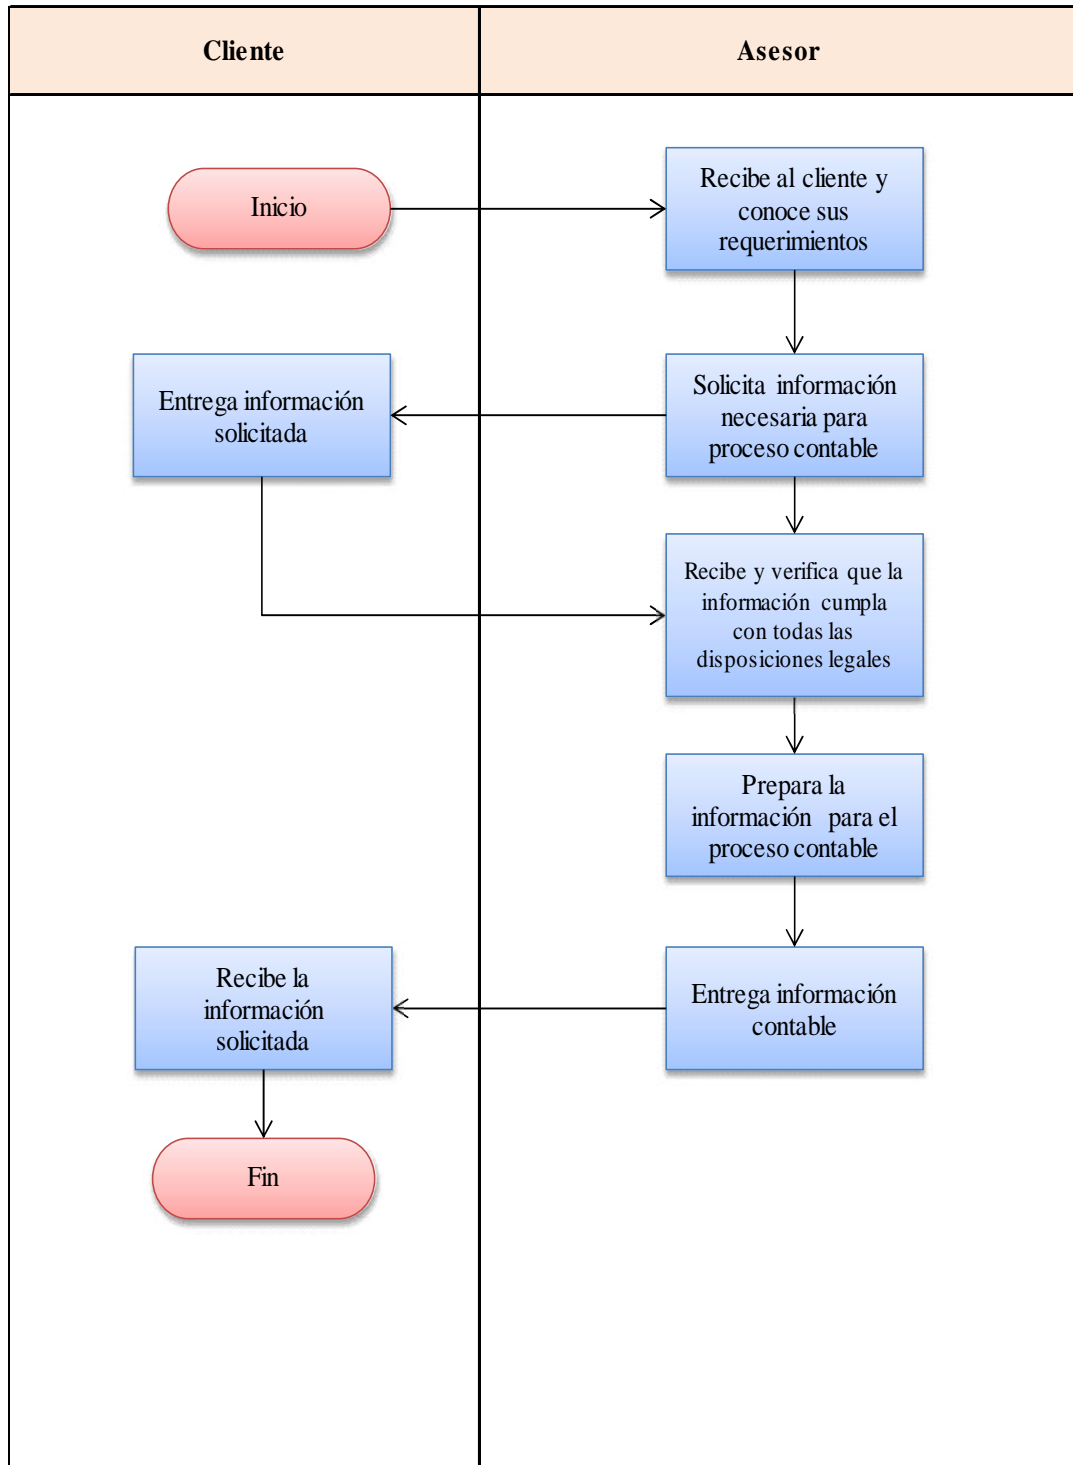 Cliente
Asesor
Inicio
Recibe al cliente y
conoce sus
requerimientos
Entrega información
solicitada
Solicita información
necesaria para
proceso contable
Recibe y verifica que la
información cumpla
con todas las
disposiciones legales
Prepara la
información para el
proceso contable
Recibe la
información
solicitada
Entrega información
contable
Fin